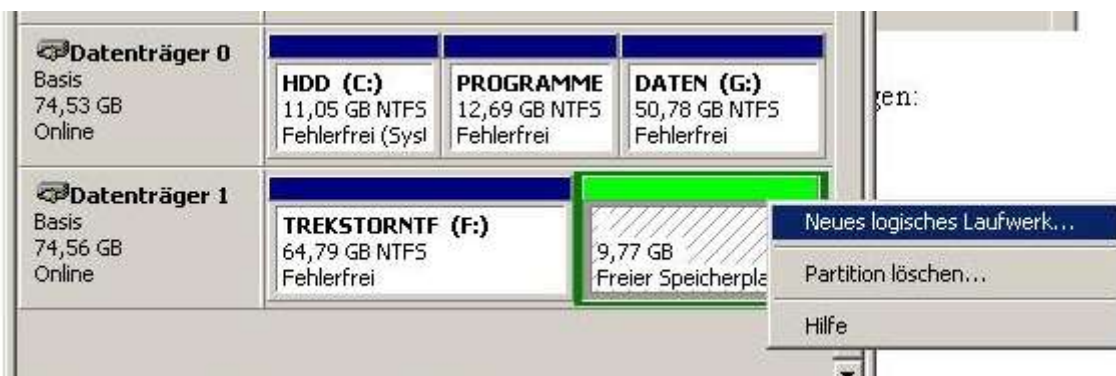 Datenträger 0
Basis
74,53 GB
Online
HDD (C:)
11,05 GB NTFS
Fehlerfrei (Syst
PROGRAMME
12,69 GB NTFS
Fehlerfrei
DATEN (G:)
50,78 GB NTFS
Fehlerfrei
gen:
Datenträger 1
Basis
74,56 GB
Online
TREKSTORNTF (F:)
64,79 GB NTFS
Fehlerfrei
9,77 GB
Freier Speicherpla
Neues logisches Laufwerk...
Partition löschen...
Hilfe